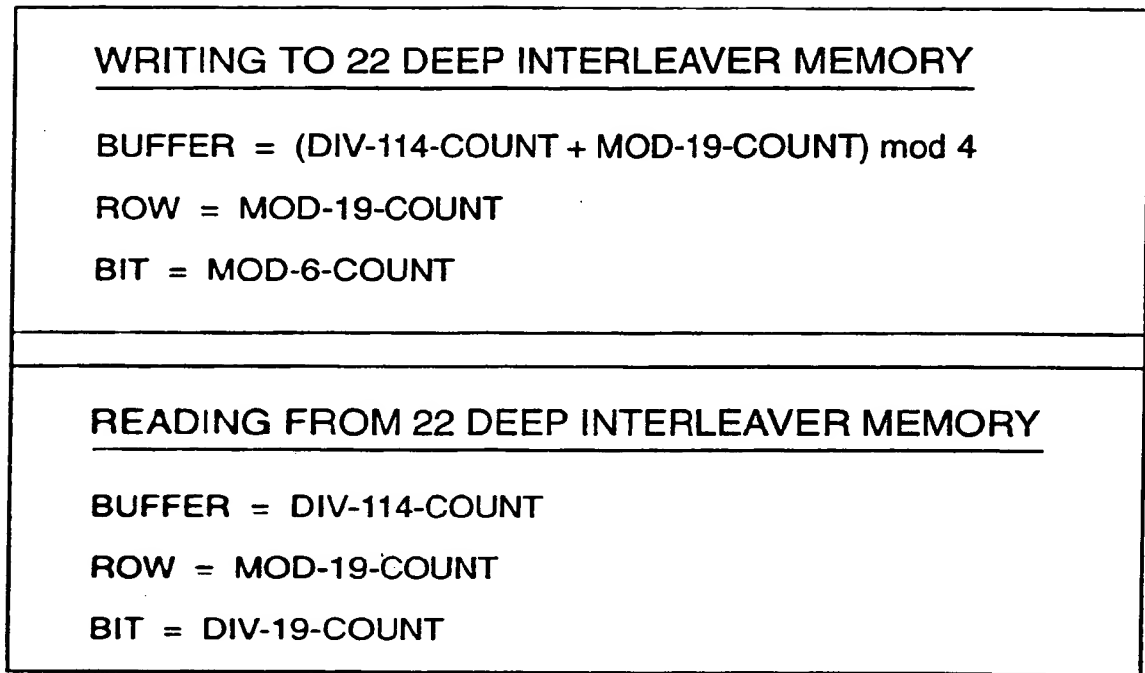 WRITING TO 22 DEEP INTERLEAVER MEMORY
BUFFER = (DIV-114-COUNT + MOD-19-COUNT) mod 4
ROW = MOD-19-COUNT
BIT = MOD-6-COUNT
READING FROM 22 DEEP INTERLEAVER MEMORY
BUFFER = DIV-114-COUNT
ROW = MOD-19-COUNT
BIT = DIV-19-COUNT